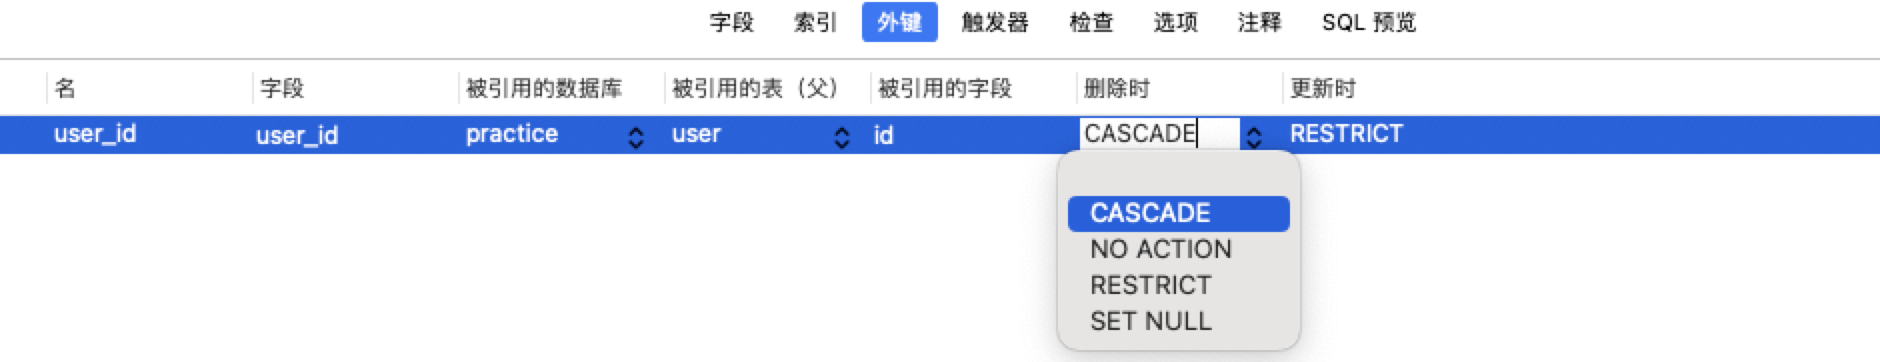 字段 索引 外键 触发器 检查 选项 注释 SQL 预览
名 字段 被引用的数据库 被引用的表（父） 被引用的字段 删除时 更新时
user_id user_id practice user id CASCADE RESTRICT
CASCADE
NO ACTION
RESTRICT
SET NULL